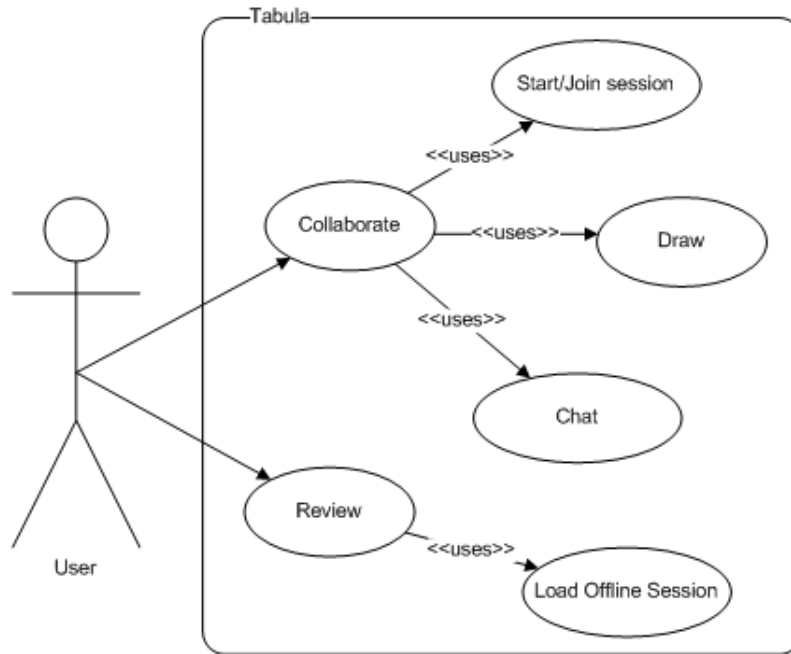 Tabula
Start/Join session
<<uses>>
Collaborate
<<uses>>
Draw
<<uses>>
Chat
Review
<<uses>>
User
Load Offline Session